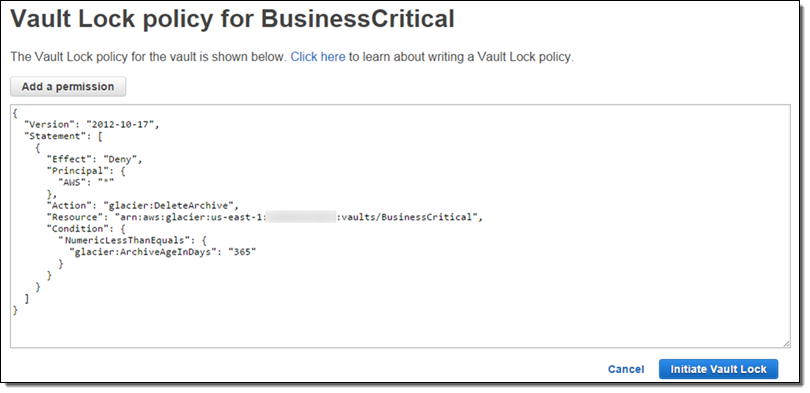 Vault Lock policy for BusinessCritical
The Vault Lock policy for the vault is shown below. Click here to learn about writing a Vault Lock policy.
Add a permission
{
  "Version": "2012-10-17",
  "Statement": [
    {
      "Effect": "Deny",
      "Principal": {
        "AWS": "*"
      },
      "Action": "glacier:DeleteArchive",
      "Resource": "arn:aws:glacier:us-east-1: :vaults/BusinessCritical",
      "Condition": {
        "NumericLessThanEquals": {
          "glacier:ArchiveAgeInDays": "365"
        }
      }
    }
  ]
}
Cancel Initiate Vault Lock